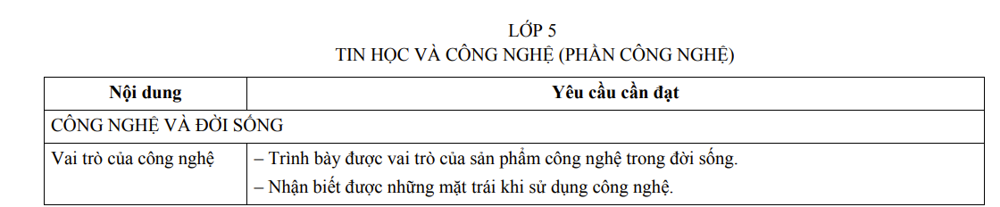 LỚP 5
TIN HỌC VÀ CÔNG NGHỆ (PHẦN CÔNG NGHỆ)
Nội dung
Yêu cầu cần đạt
CÔNG NGHỆ VÀ ĐỜI SỐNG
Vai trò của công nghệ
– Trình bày được vai trò của sản phẩm công nghệ trong đời sống.
– Nhận biết được những mặt trái khi sử dụng công nghệ.